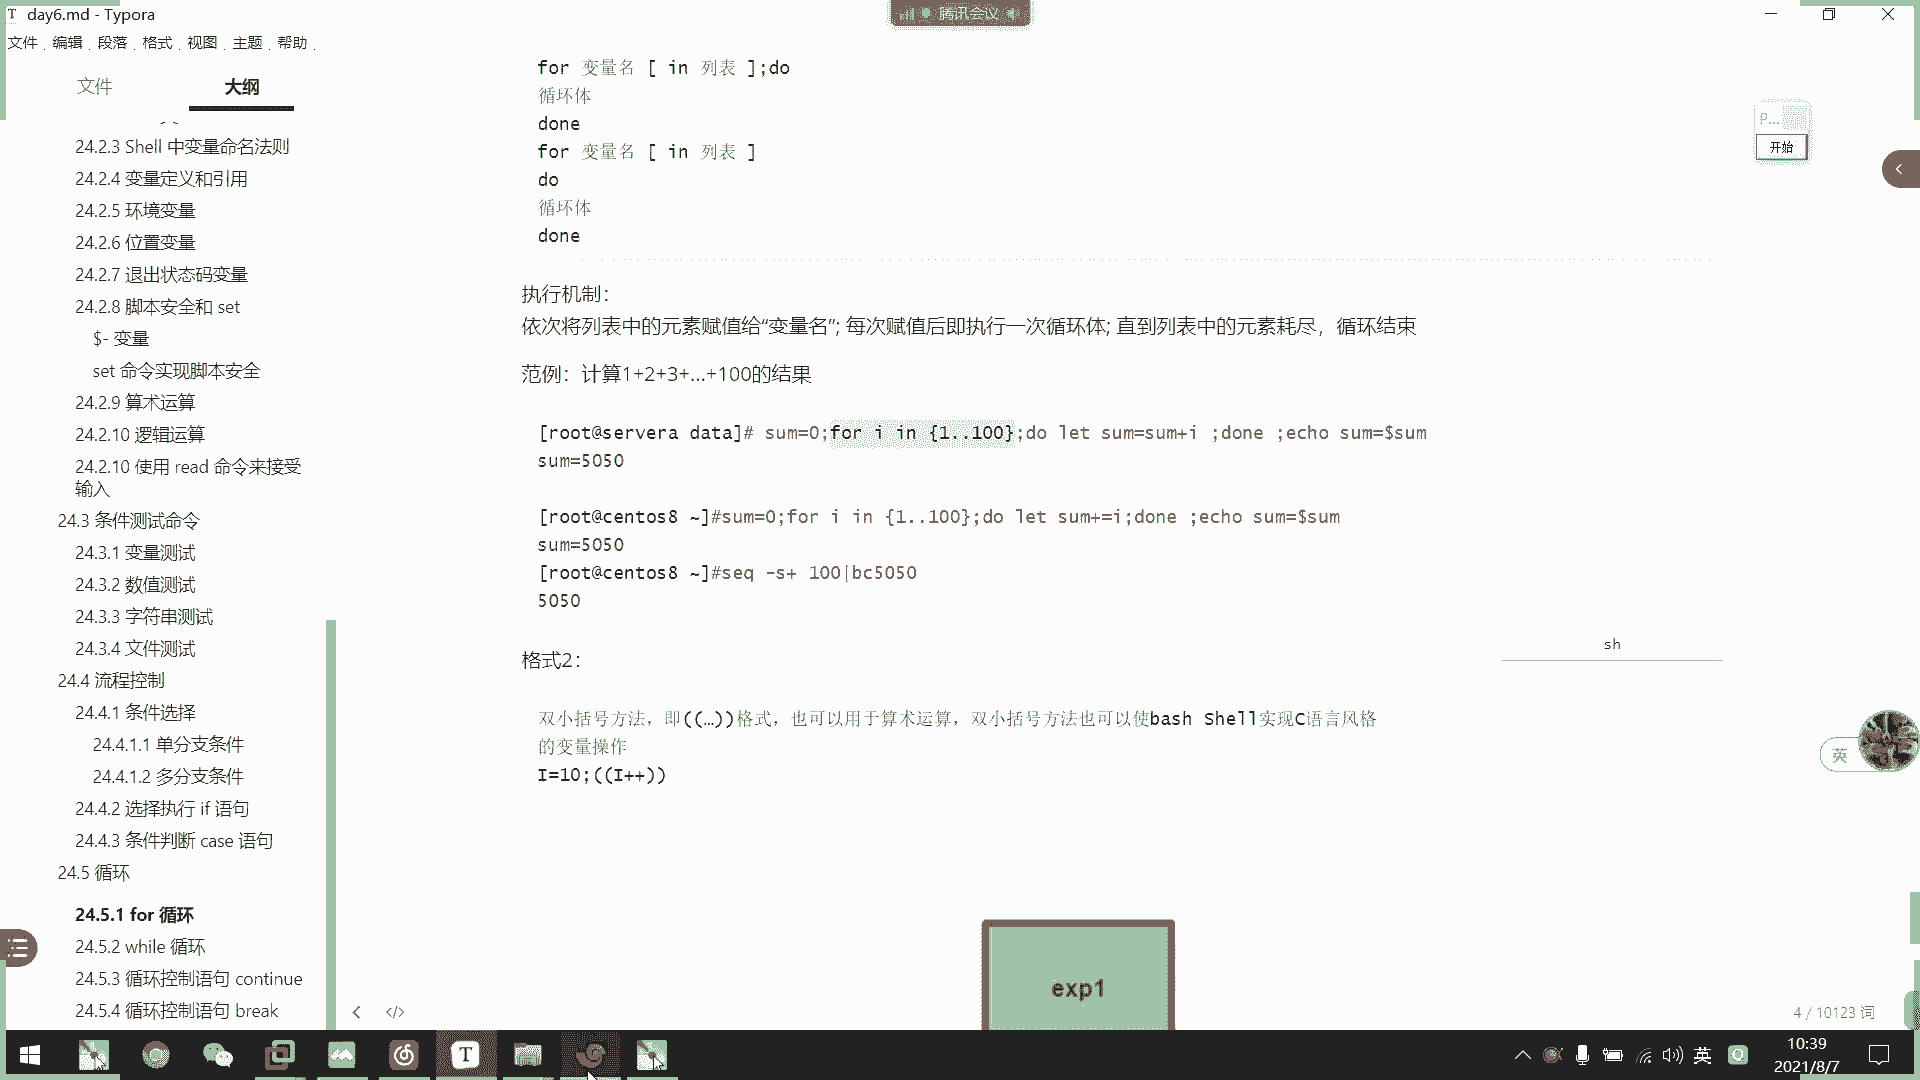 day6.md - Typora
腾讯会议
文件 编辑 段落 格式 视图 主题 帮助
文件
大纲
24.2.3 Shell 中变量命名法则
24.2.4 变量定义和引用
24.2.5 环境变量
24.2.6 位置变量
24.2.7 退出状态码变量
24.2.8 脚本安全和 set
$- 变量
set 命令实现脚本安全
24.2.9 算术运算
24.2.10 逻辑运算
24.2.10 使用 read 命令来接受
输入
24.3 条件测试命令
24.3.1 变量测试
24.3.2 数值测试
24.3.3 字符串测试
24.3.4 文件测试
24.4 流程控制
24.4.1 条件选择
24.4.1.1 单分支条件
24.4.1.2 多分支条件
24.4.2 选择执行 if 语句
24.4.3 条件判断 case 语句
24.5 循环
24.5.1 for 循环
24.5.2 while 循环
24.5.3 循环控制语句 continue
24.5.4 循环控制语句 break
for 变量名 [ in 列表 ];do
循环体
done
for 变量名 [ in 列表 ]
do
循环体
done
执行机制：
依次将列表中的元素赋值给“变量名”; 每次赋值后即执行一次循环体; 直到列表中的元素耗尽，循环结束
范例：计算1+2+3+...+100的结果
[root@servera data]# sum=0;for i in {1..100};do let sum=sum+i ;done ;echo sum=$sum
sum=5050
[root@centos8 ~]#sum=0;for i in {1..100};do let sum+=i;done ;echo sum=$sum
sum=5050
[root@centos8 ~]#seq -s+ 100|bc5050
5050
sh
格式2：
双小括号方法，即((…))格式，也可以用于算术运算，双小括号方法也可以使bash Shell实现C语言风格
的变量操作
I=10;((I++))
exp1
P...
开始
英
4 / 10123 词
英
10:39
2021/8/7